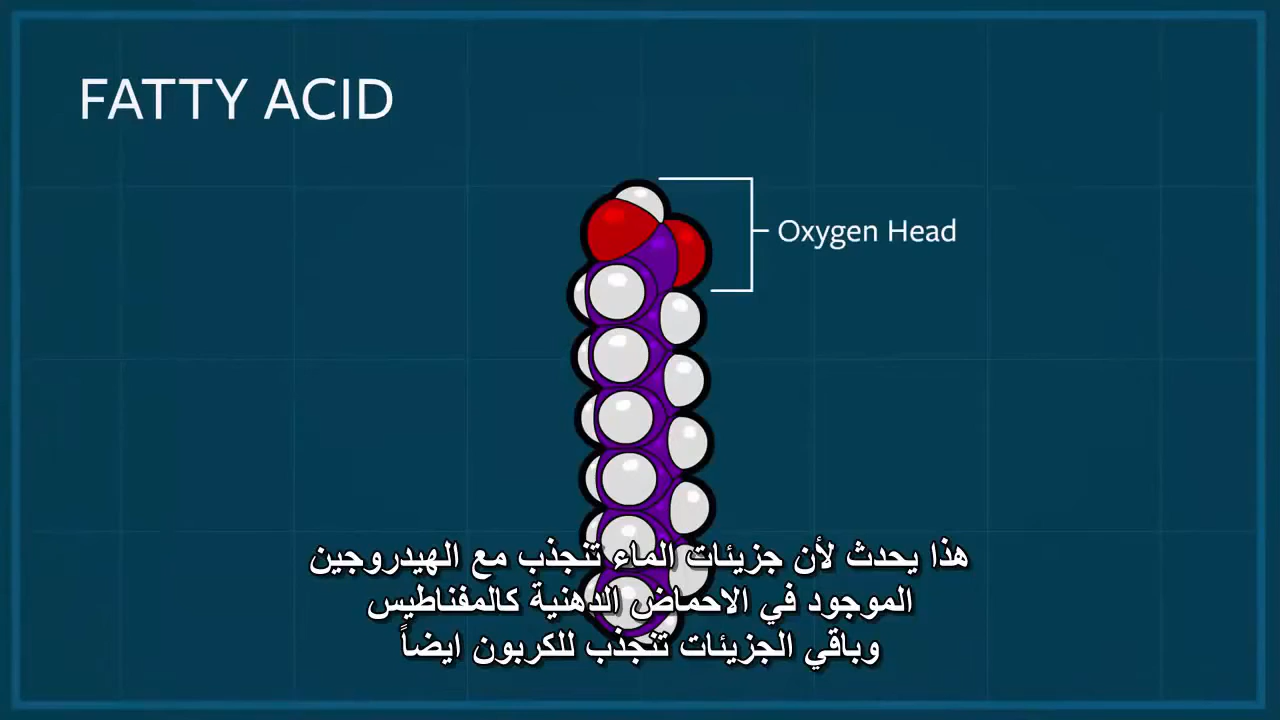 FATTY ACID
Oxygen Head
هذا يحدث لأن جزيئات الماء تنجذب مع الهيدروجين
الموجود في الاحماض الدهنية كالمغناطيس
وباقي الجزيئات تنجذب للكربون ايضاً